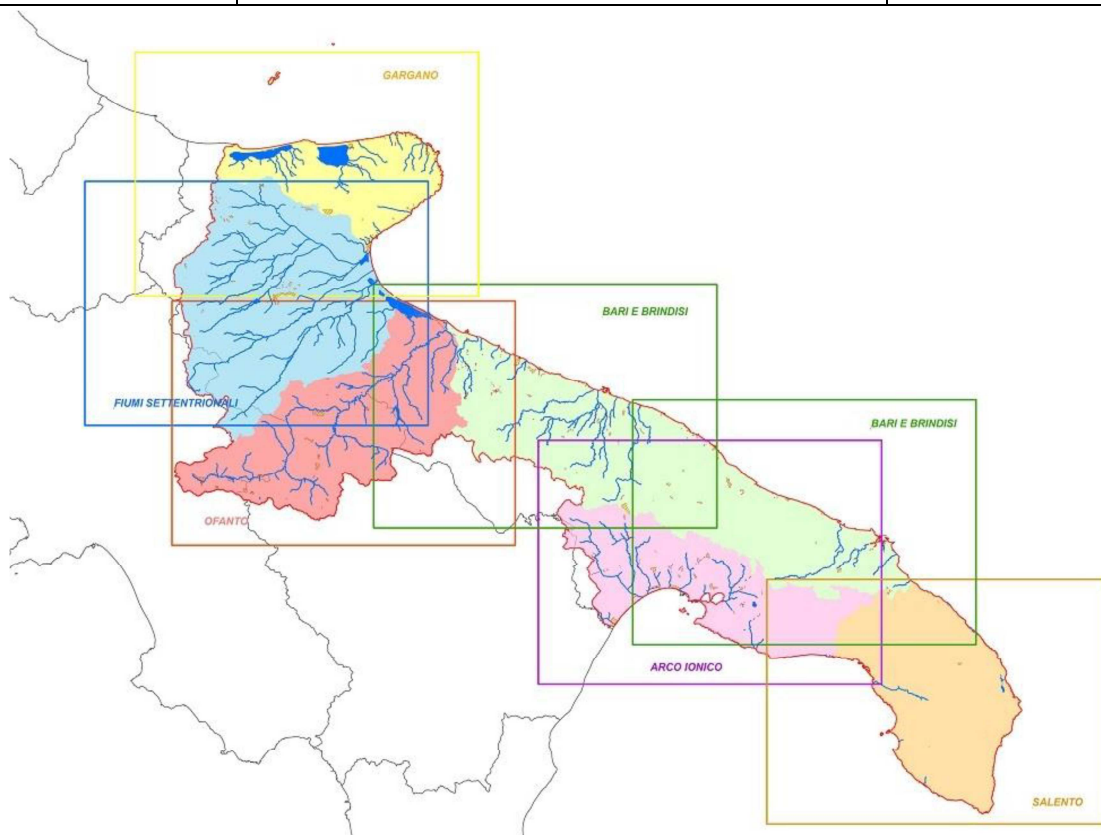 GARGANO
BARI E BRINDISI
FIUMI SETTENTRIONALI
BARI E BRINDISI
OFANTO
ARCO IONICO
SALENTO